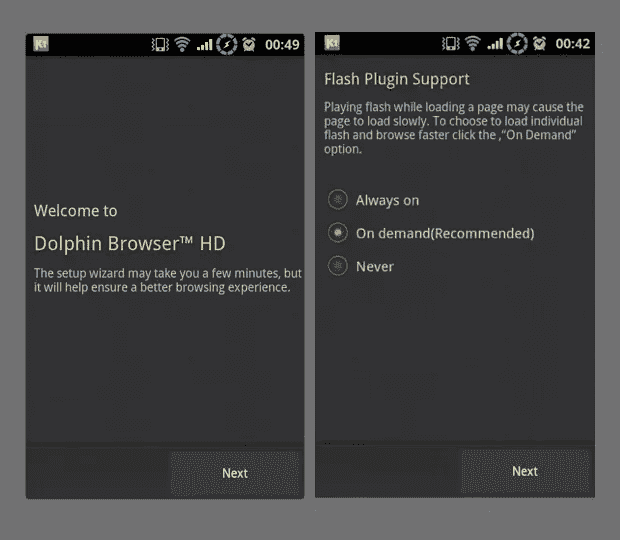 00:49
Welcome to
Dolphin Browser™ HD
The setup wizard may take you a few minutes, but
it will help ensure a better browsing experience.
Next
00:42
Flash Plugin Support
Playing flash while loading a page may cause the
page to load slowly. To choose to load individual
flash and browse faster click the ,“On Demand”
option.
Always on
On demand(Recommended)
Never
Next